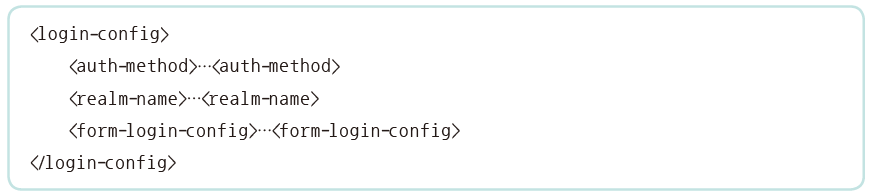 <login-config>
<auth-method>…<auth-method>
<realm-name>…<realm-name>
<form-login-config>…<form-login-config>
</login-config>